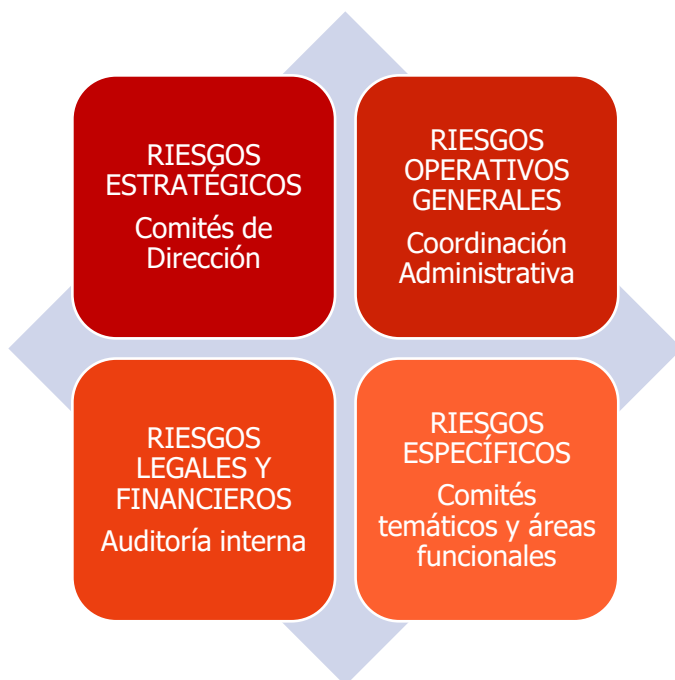 RIESGOS
ESTRATÉGICOS
Comités de
Dirección
RIESGOS
OPERATIVOS
GENERALES
Coordinación
Administrativa
RIESGOS
LEGALES Y
FINANCIEROS
Auditoría interna
RIESGOS
ESPECÍFICOS
Comités
temáticos y áreas
funcionales